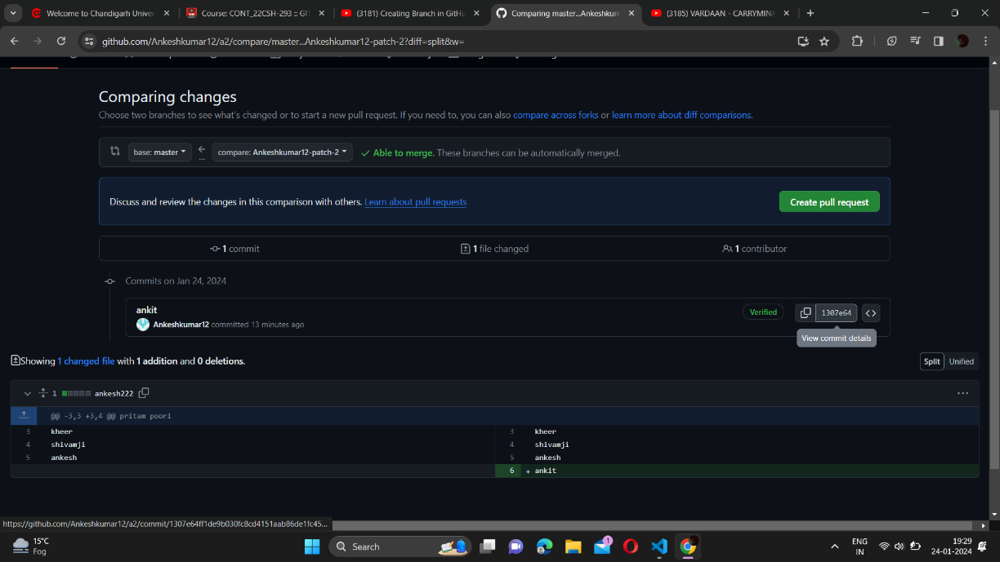 Welcome to Chandigarh Univer
Course: CONT_22CSH-293 :: GIT
(3181) Creating Branch in GitHu
Comparing master...Ankeshkum
(3185) VARDAAN - CARRYMINA
github.com/Ankeshkumar12/a2/compare/master...Ankeshkumar12-patch-2?diff=split&w=
Comparing changes
Choose two branches to see what's changed or to start a new pull request. If you need to, you can also compare across forks or learn more about diff comparisons.
base: master
compare: Ankeshkumar12-patch-2
Able to merge. These branches can be automatically merged.
Discuss and review the changes in this comparison with others. Learn about pull requests
Create pull request
1 commit
1 file changed
1 contributor
Commits on Jan 24, 2024
ankit
Ankeshkumar12 committed 13 minutes ago
Verified
1307e64
View commit details
Showing 1 changed file with 1 addition and 0 deletions.
Split Unified
1 ankesh222
@@ -3,3 +3,4 @@ pritam poori
3 kheer 3 kheer
4 shivamji 4 shivamji
5 ankesh 5 ankesh
6 + ankit
https://github.com/Ankeshkumar12/a2/commit/1307e64ff1de9b030fc8cd4151aab86de1fc45...
15°C
Fog
Search
1
ENG
IN
19:29
24-01-2024